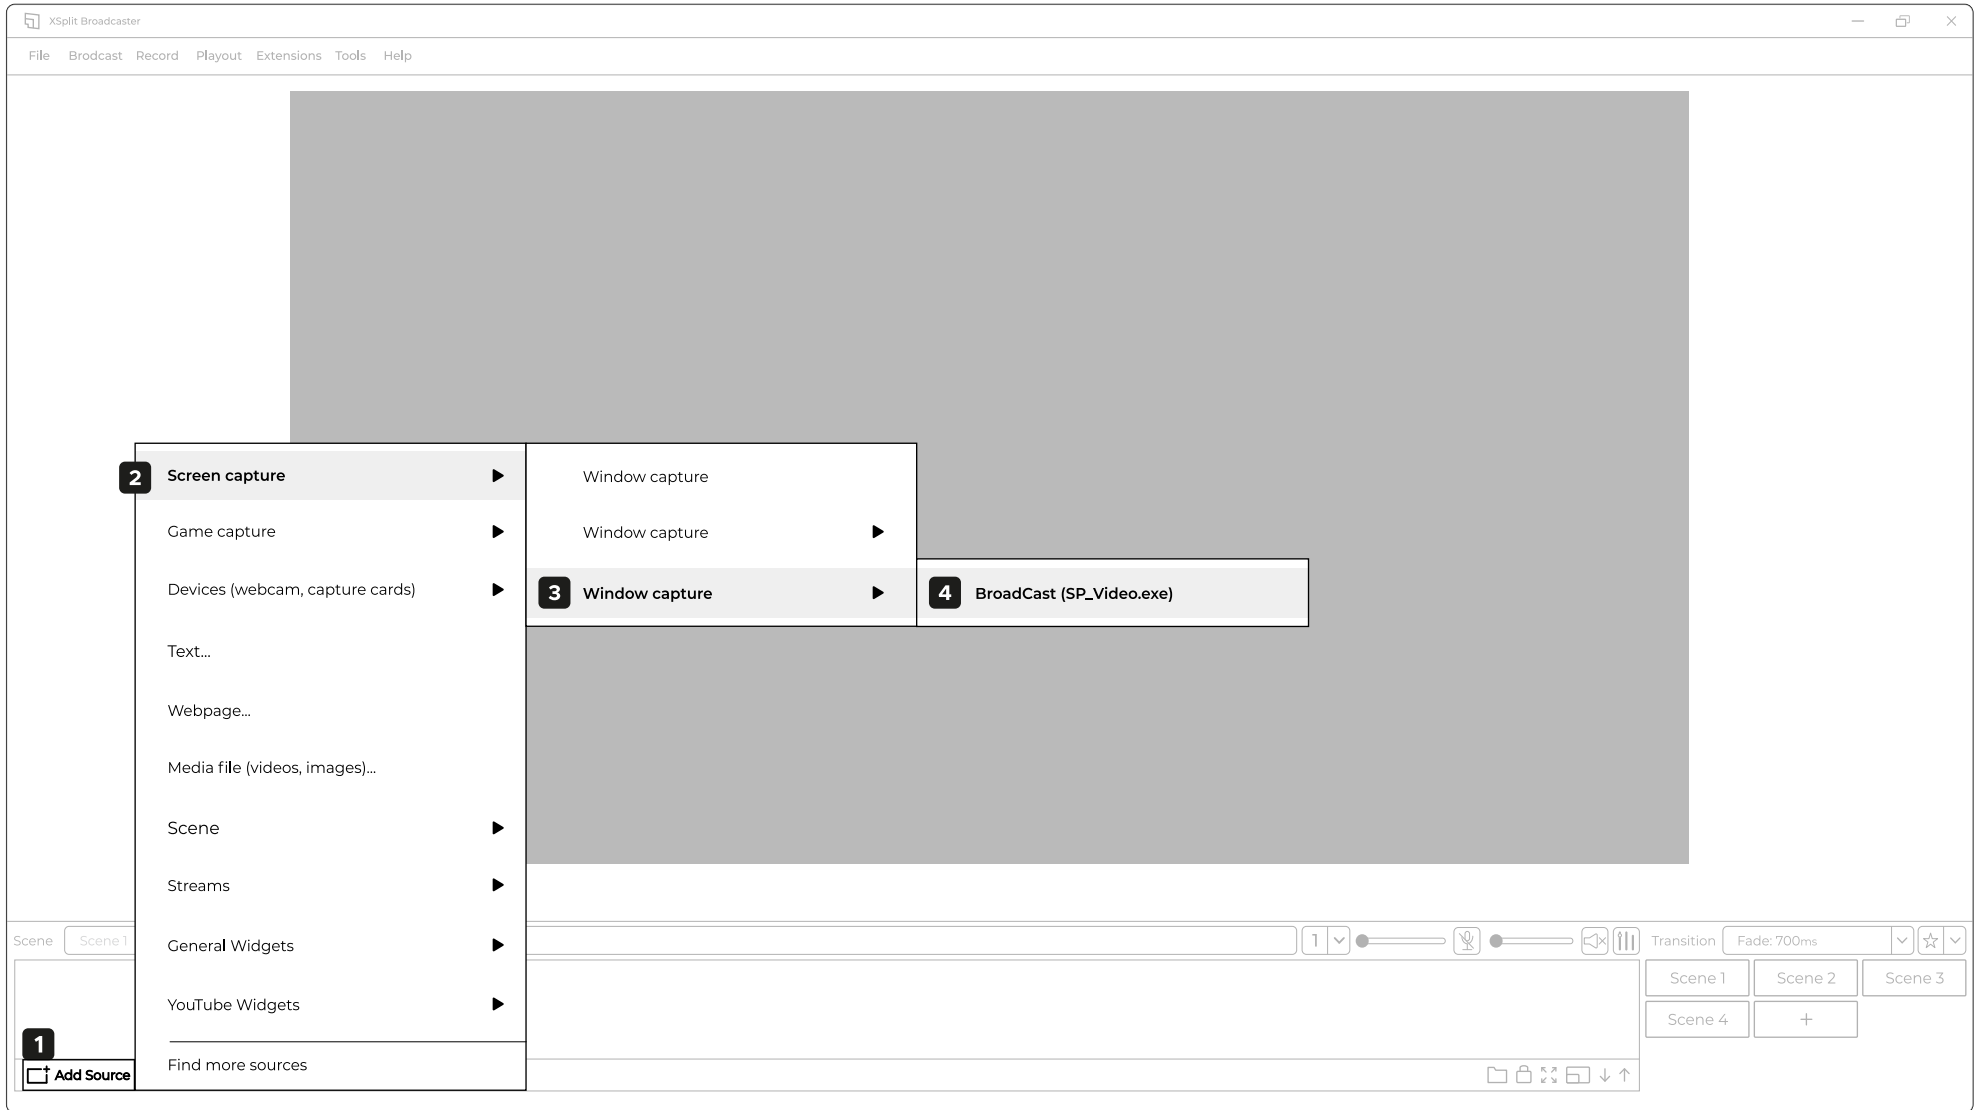 XSplit Broadcaster
File Brodcast Record Playout Extensions Tools Help
2 Screen capture
Game capture
Devices (webcam, capture cards)
Text...
Webpage...
Media file (videos, images)...
Scene
Streams
General Widgets
YouTube Widgets
Find more sources
Window capture
Window capture
3 Window capture
4 BroadCast (SP_Video.exe)
Scene Scene 1
1
Transition Fade: 700ms
Scene 1 Scene 2 Scene 3
Scene 4 +
1
Add Source